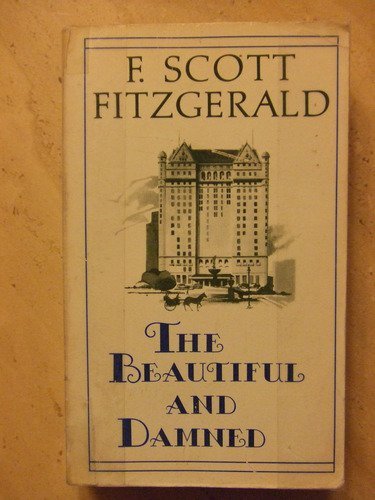 F. SCOTT
FITZGERALD
THE
BEAUTIFUL
AND
DAMNED